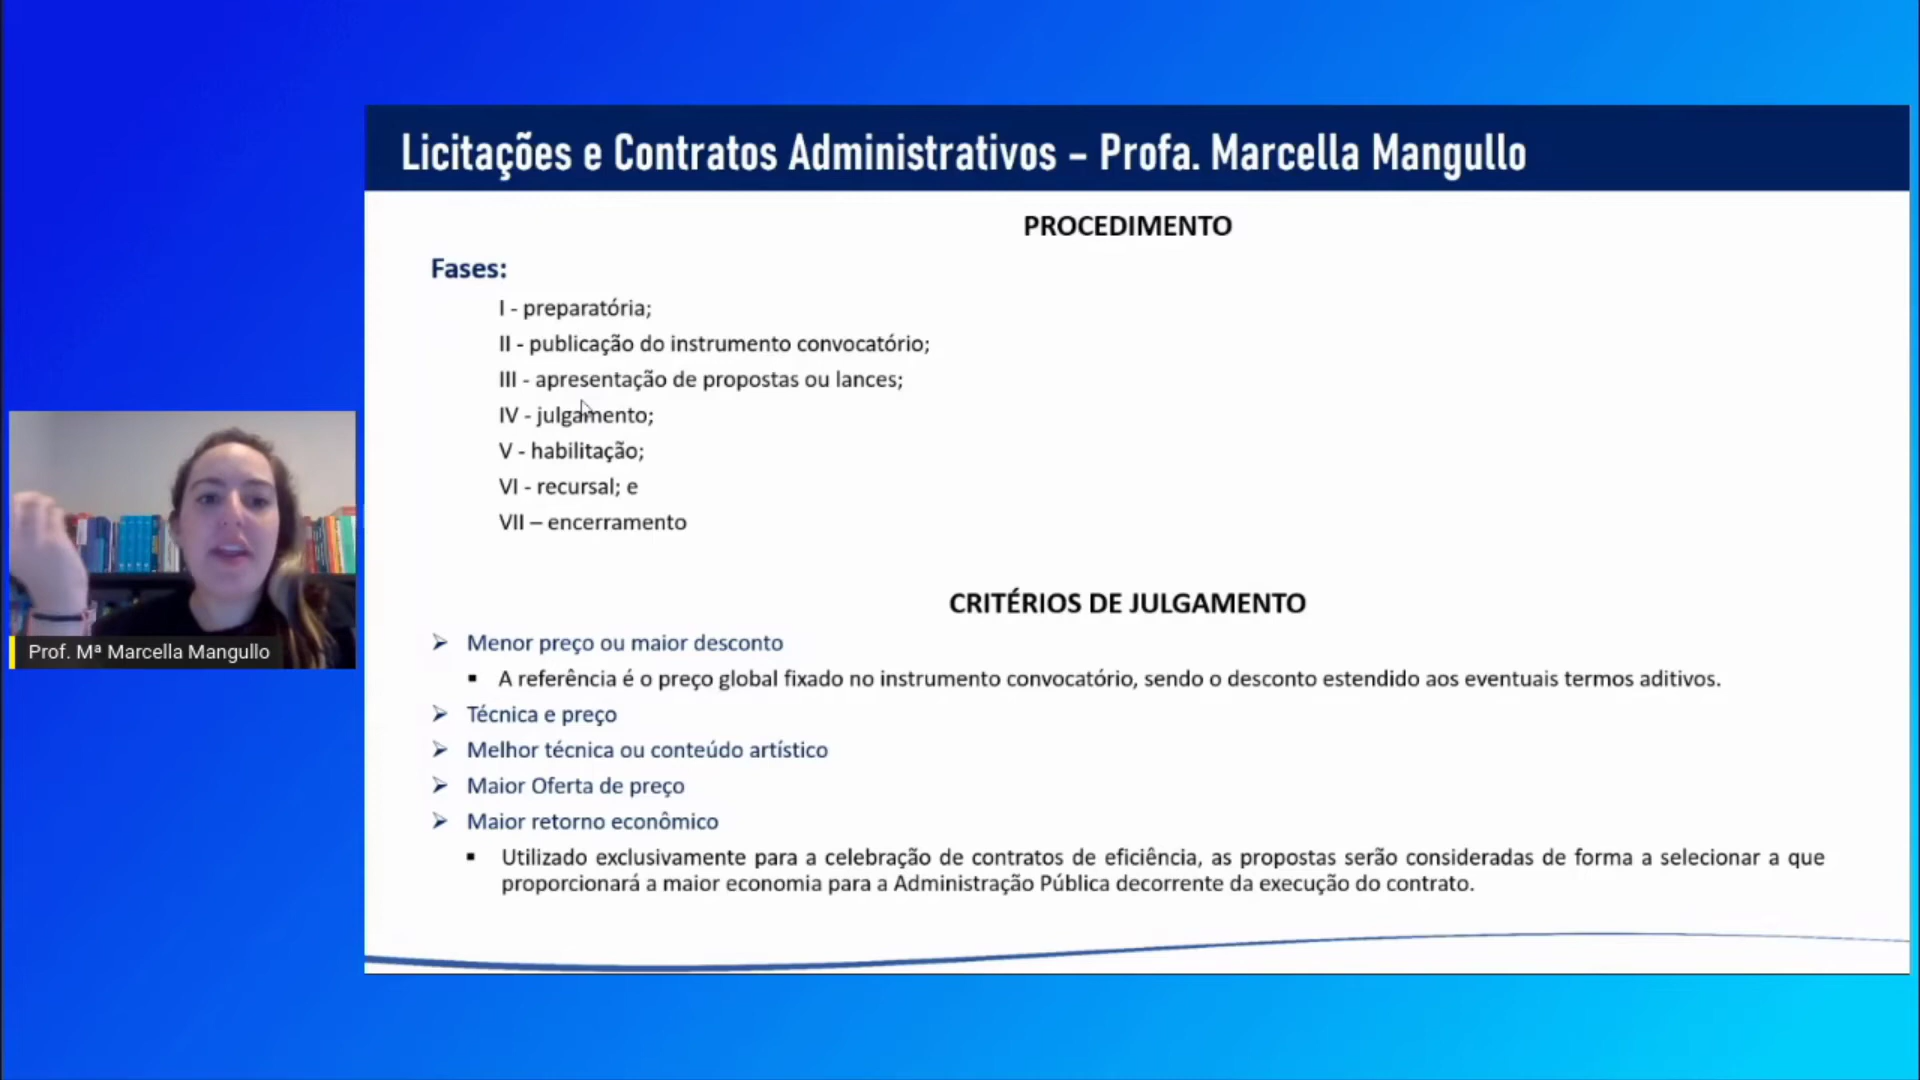 Licitações e Contratos Administrativos – Profa. Marcella Mangullo
PROCEDIMENTO
Fases:
I - preparatória;
II - publicação do instrumento convocatório;
III - apresentação de propostas ou lances;
IV - julgamento;
V - habilitação;
VI - recursal; e
VII – encerramento
CRITÉRIOS DE JULGAMENTO
➢ Menor preço ou maior desconto
▪ A referência é o preço global fixado no instrumento convocatório, sendo o desconto estendido aos eventuais termos aditivos.
➢ Técnica e preço
➢ Melhor técnica ou conteúdo artístico
➢ Maior Oferta de preço
➢ Maior retorno econômico
▪ Utilizado exclusivamente para a celebração de contratos de eficiência, as propostas serão consideradas de forma a selecionar a que
proporcionará a maior economia para a Administração Pública decorrente da execução do contrato.
Prof. Mª Marcella Mangullo